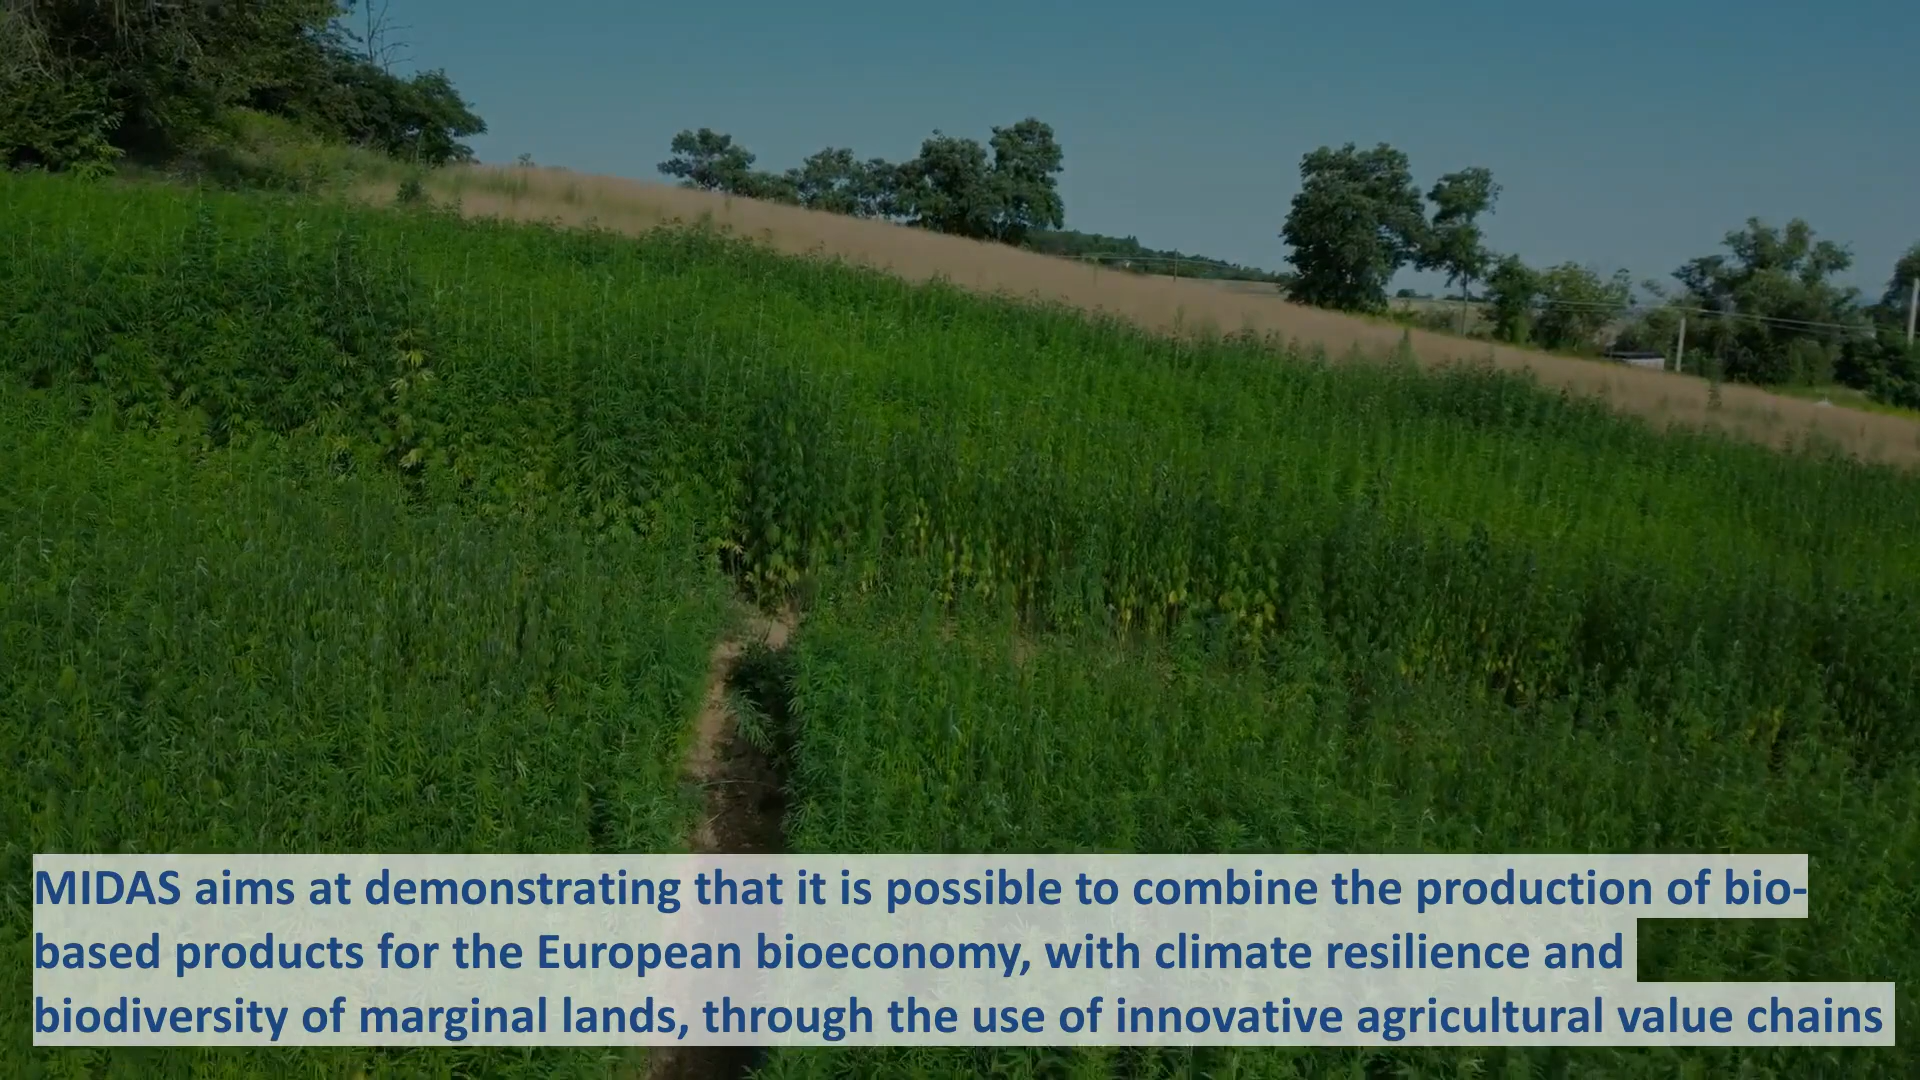 MIDAS aims at demonstrating that it is possible to combine the production of bio-
based products for the European bioeconomy, with climate resilience and
biodiversity of marginal lands, through the use of innovative agricultural value chains